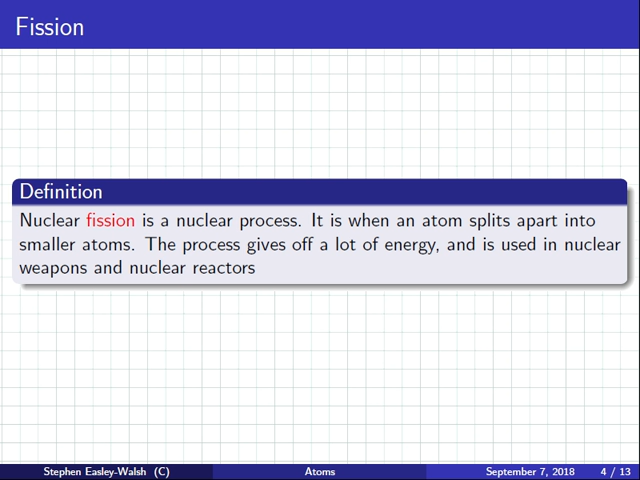 Fission
Definition
Nuclear fission is a nuclear process. It is when an atom splits apart into
smaller atoms. The process gives off a lot of energy, and is used in nuclear
weapons and nuclear reactors
Stephen Easley-Walsh (C) Atoms September 7, 2018 4 / 13